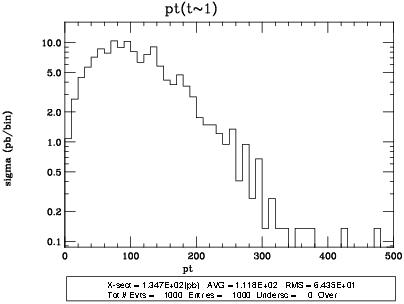 pt(t~1)
10.0
5.0
2.0
1.0
0.5
0.2
0.1
sigma (pb/bin)
0 100 200 300 400 500
pt
X-sect = 1.347E+02(pb) AVG = 1.118E+02 RMS = 6.435E+01
Tot # Evts = 1000 Entries = 1000 Undersc = 0 Over